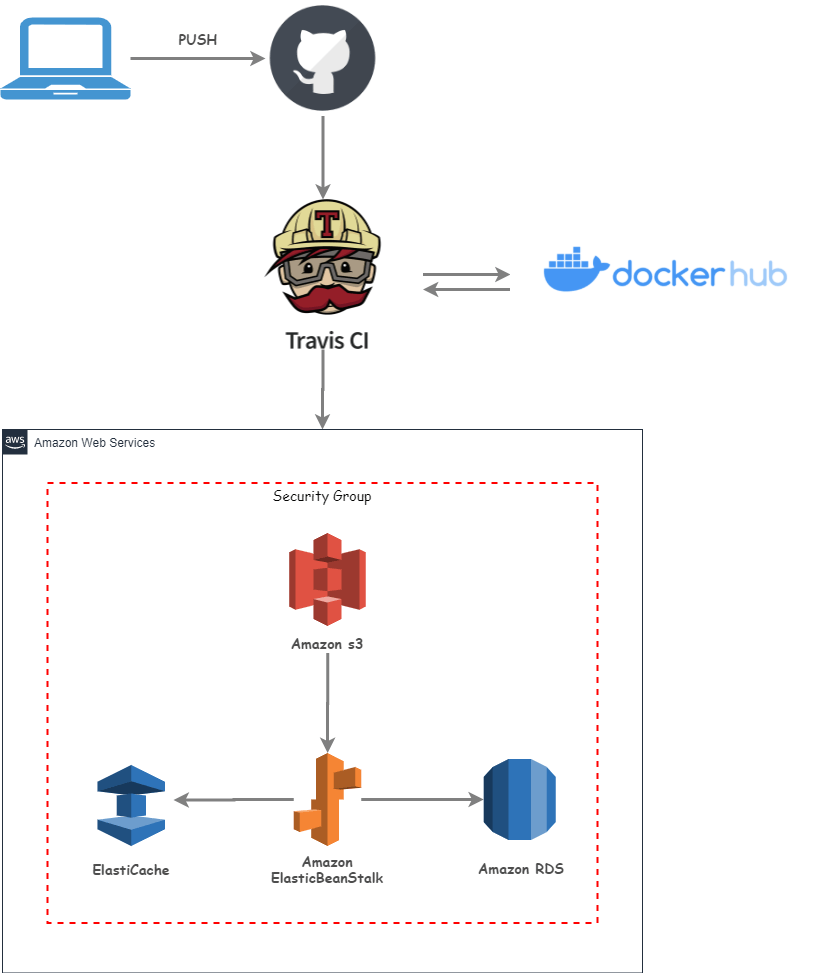 PUSH
T
Travis CI
docker hub
aws
Amazon Web Services
Security Group
Amazon s3
ElastiCache
Amazon
ElasticBeanStalk
Amazon RDS